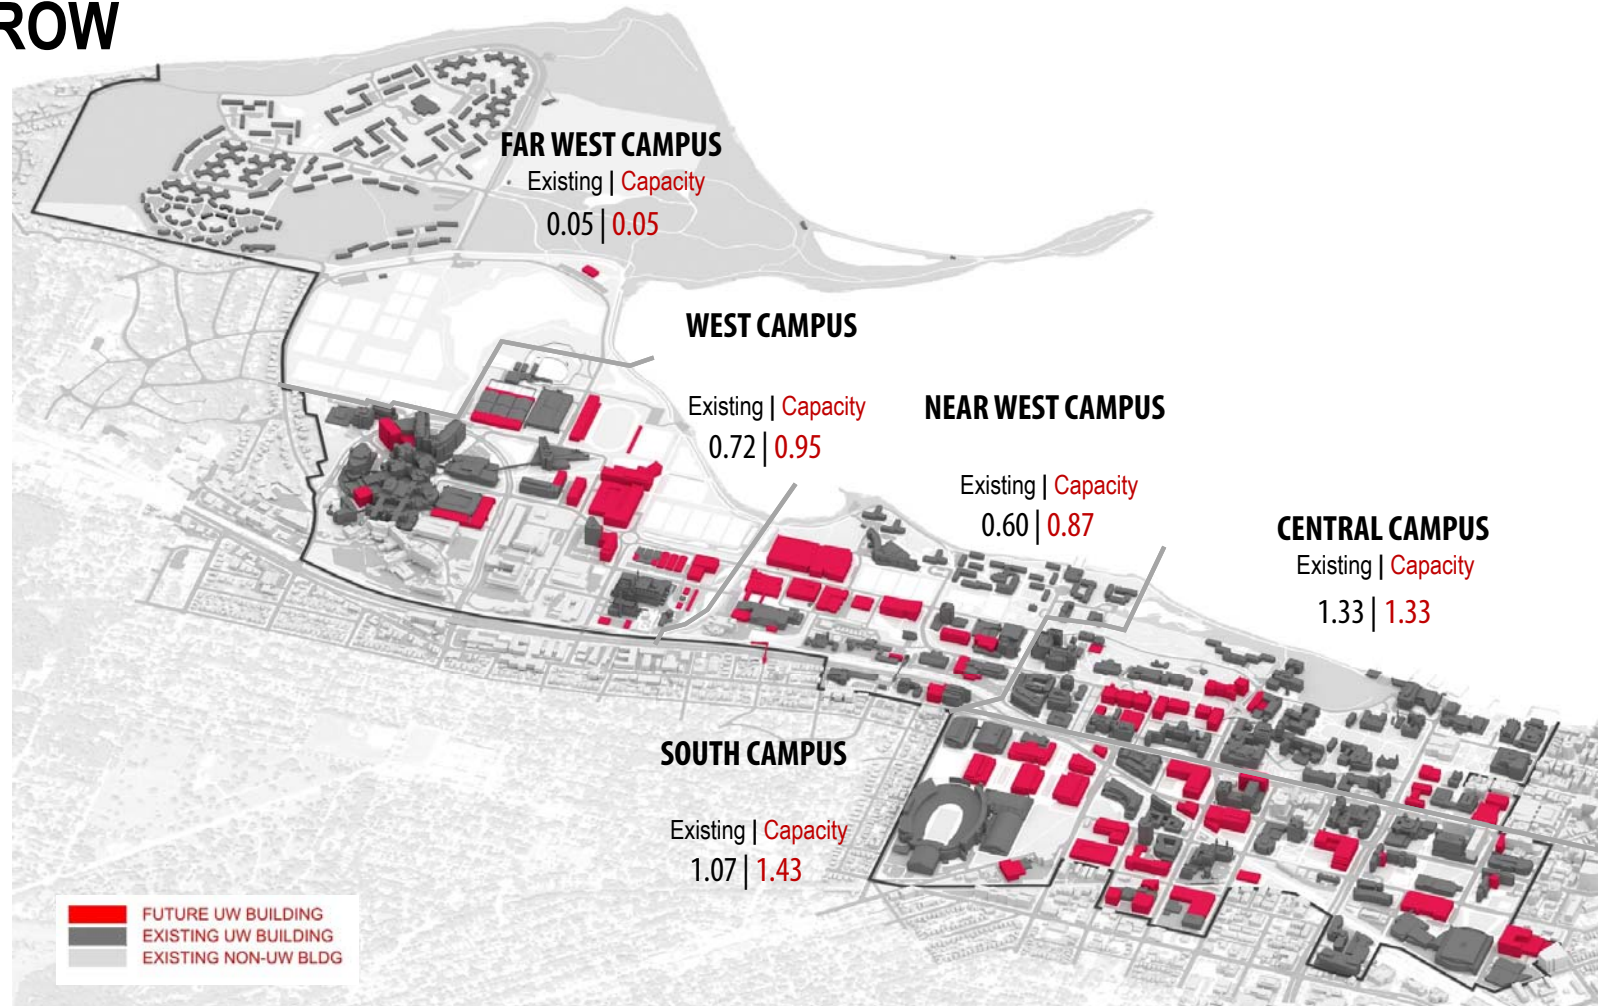 ROW
FAR WEST CAMPUS
Existing | Capacity
0.05 | 0.05
WEST CAMPUS
Existing | Capacity
0.72 | 0.95
NEAR WEST CAMPUS
Existing | Capacity
0.60 | 0.87
CENTRAL CAMPUS
Existing | Capacity
1.33 | 1.33
SOUTH CAMPUS
Existing | Capacity
1.07 | 1.43
FUTURE UW BUILDING
EXISTING UW BUILDING
EXISTING NON-UW BLDG